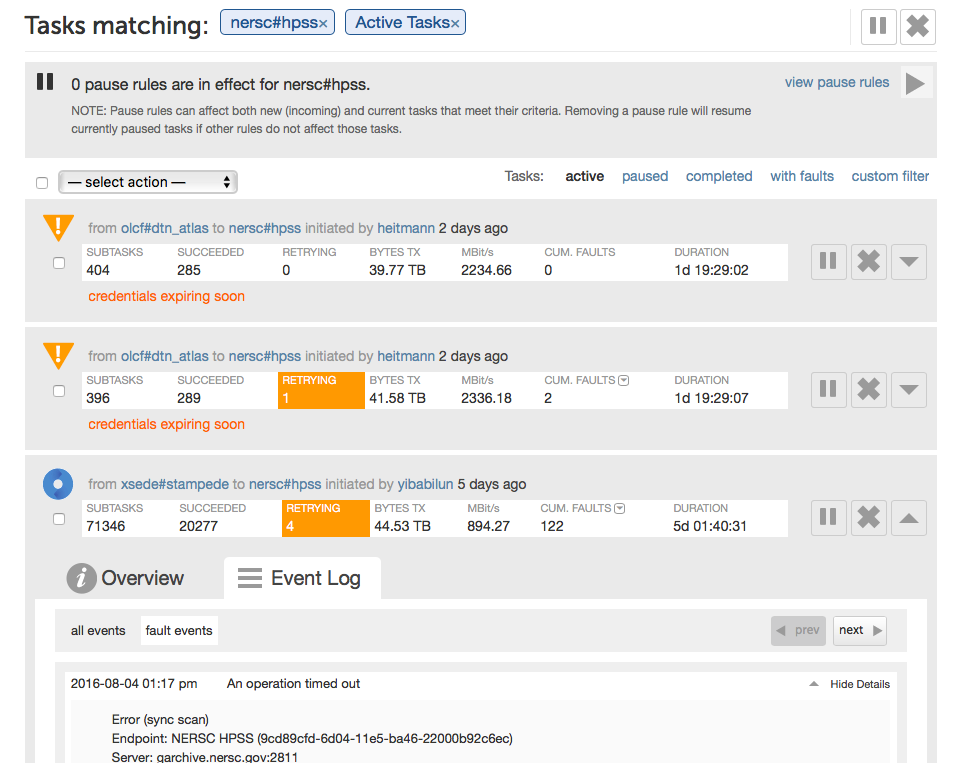 Tasks matching: nersc#hpss× Active Tasks×
0 pause rules are in effect for nersc#hpss. view pause rules
NOTE: Pause rules can affect both new (incoming) and current tasks that meet their criteria. Removing a pause rule will resume
currently paused tasks if other rules do not affect those tasks.
— select action — Tasks: active paused completed with faults custom filter
from olcf#dtn_atlas to nersc#hpss initiated by heitmann 2 days ago
SUBTASKS SUCCEEDED RETRYING BYTES TX MBit/s CUM. FAULTS DURATION
404 285 0 39.77 TB 2234.66 0 1d 19:29:02
credentials expiring soon
from olcf#dtn_atlas to nersc#hpss initiated by heitmann 2 days ago
SUBTASKS SUCCEEDED RETRYING BYTES TX MBit/s CUM. FAULTS DURATION
396 289 1 41.58 TB 2336.18 2 1d 19:29:07
credentials expiring soon
from xsede#stampede to nersc#hpss initiated by yibabilun 5 days ago
SUBTASKS SUCCEEDED RETRYING BYTES TX MBit/s CUM. FAULTS DURATION
71346 20277 4 44.53 TB 894.27 122 5d 01:40:31
Overview Event Log
all events fault events prev next
2016-08-04 01:17 pm An operation timed out Hide Details
Error (sync scan)
Endpoint: NERSC HPSS (9cd89cfd-6d04-11e5-ba46-22000b92c6ec)
Server: garchive.nersc.gov:2811